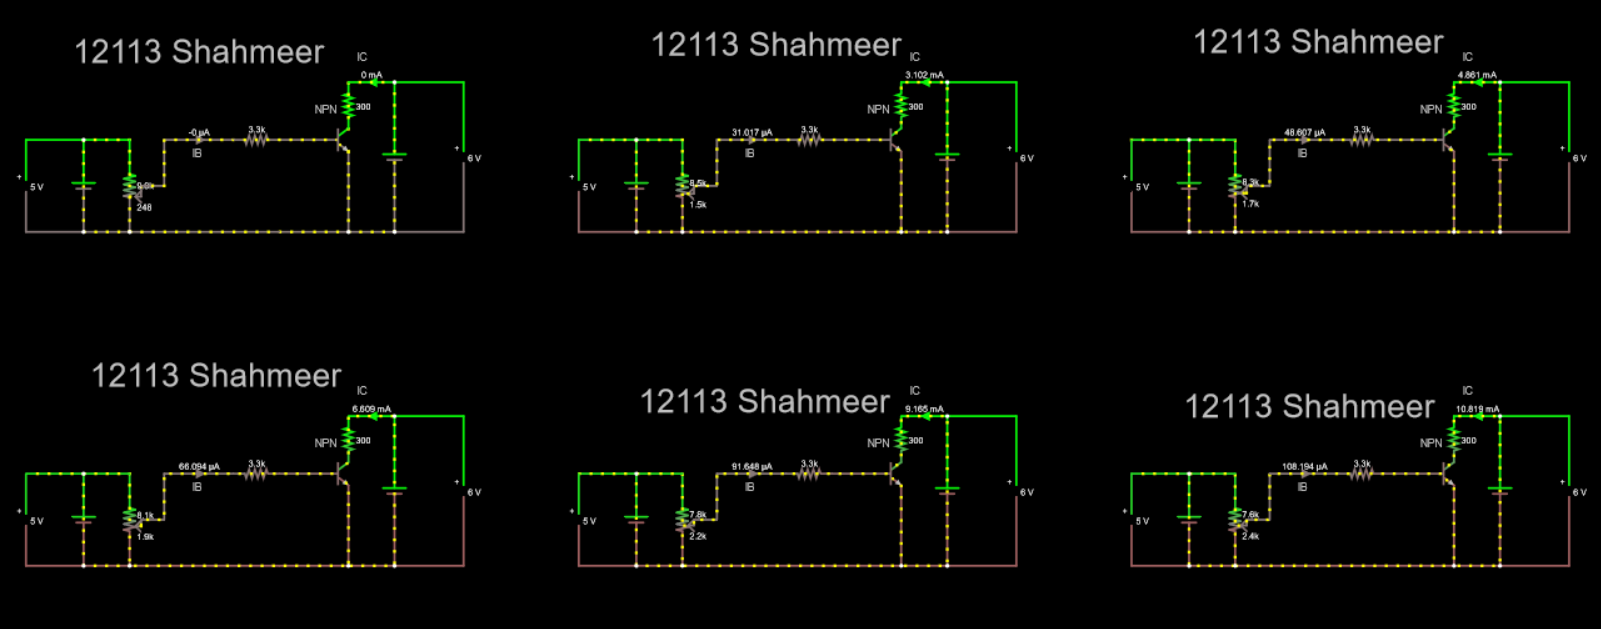 12113 Shahmeer
IC
0 mA
NPN
300
-0 µA
3.3k
IB
+
5 V
248
+
6 V
12113 Shahmeer
IC
3.102 mA
NPN
300
31.017 µA
3.3k
IB
+
5 V
8.5k
1.5k
+
6 V
12113 Shahmeer
IC
4.861 mA
NPN
300
48.607 µA
3.3k
IB
+
5 V
8.3k
1.7k
+
6 V
12113 Shahmeer
IC
6.609 mA
NPN
300
66.094 µA
3.3k
IB
+
5 V
8.1k
1.9k
+
6 V
12113 Shahmeer
IC
9.165 mA
NPN
300
91.648 µA
3.3k
IB
+
5 V
7.8k
2.2k
+
6 V
12113 Shahmeer
IC
10.819 mA
NPN
300
108.194 µA
3.3k
IB
+
5 V
7.6k
2.4k
+
6 V